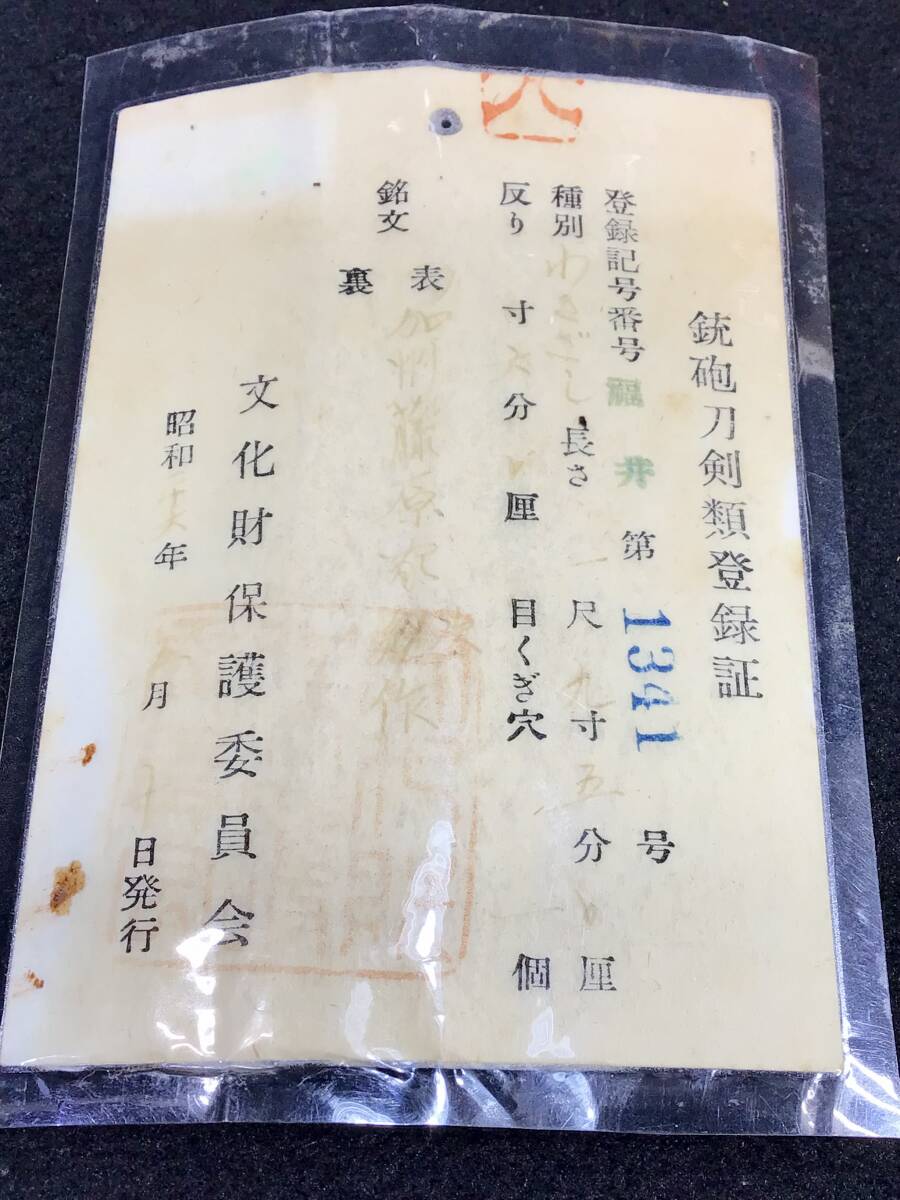 銃砲刀剣類登録証
登録記号番号 福井 第 1341 号
種別 わきざし 長さ 一尺 九寸 五分 厘
反り 寸 六分 厘 目くぎ穴 個
銘文 表 加州藤原 作
裏
文化財保護委員会
昭和 年 月 日発行